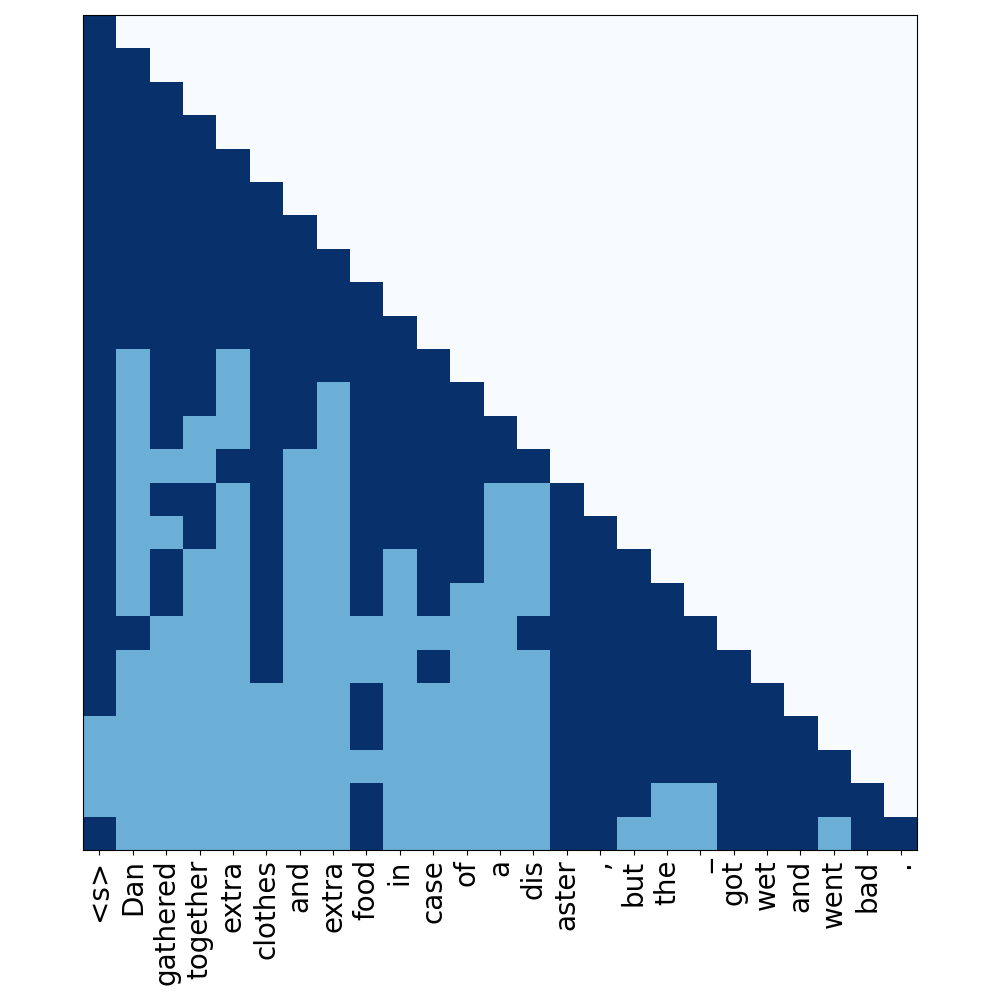 <s>
Dan
gathered
together
extra
clothes
and
extra
food
in
case
of
a
dis
aster
,
but
the
_
got
wet
and
went
bad
.